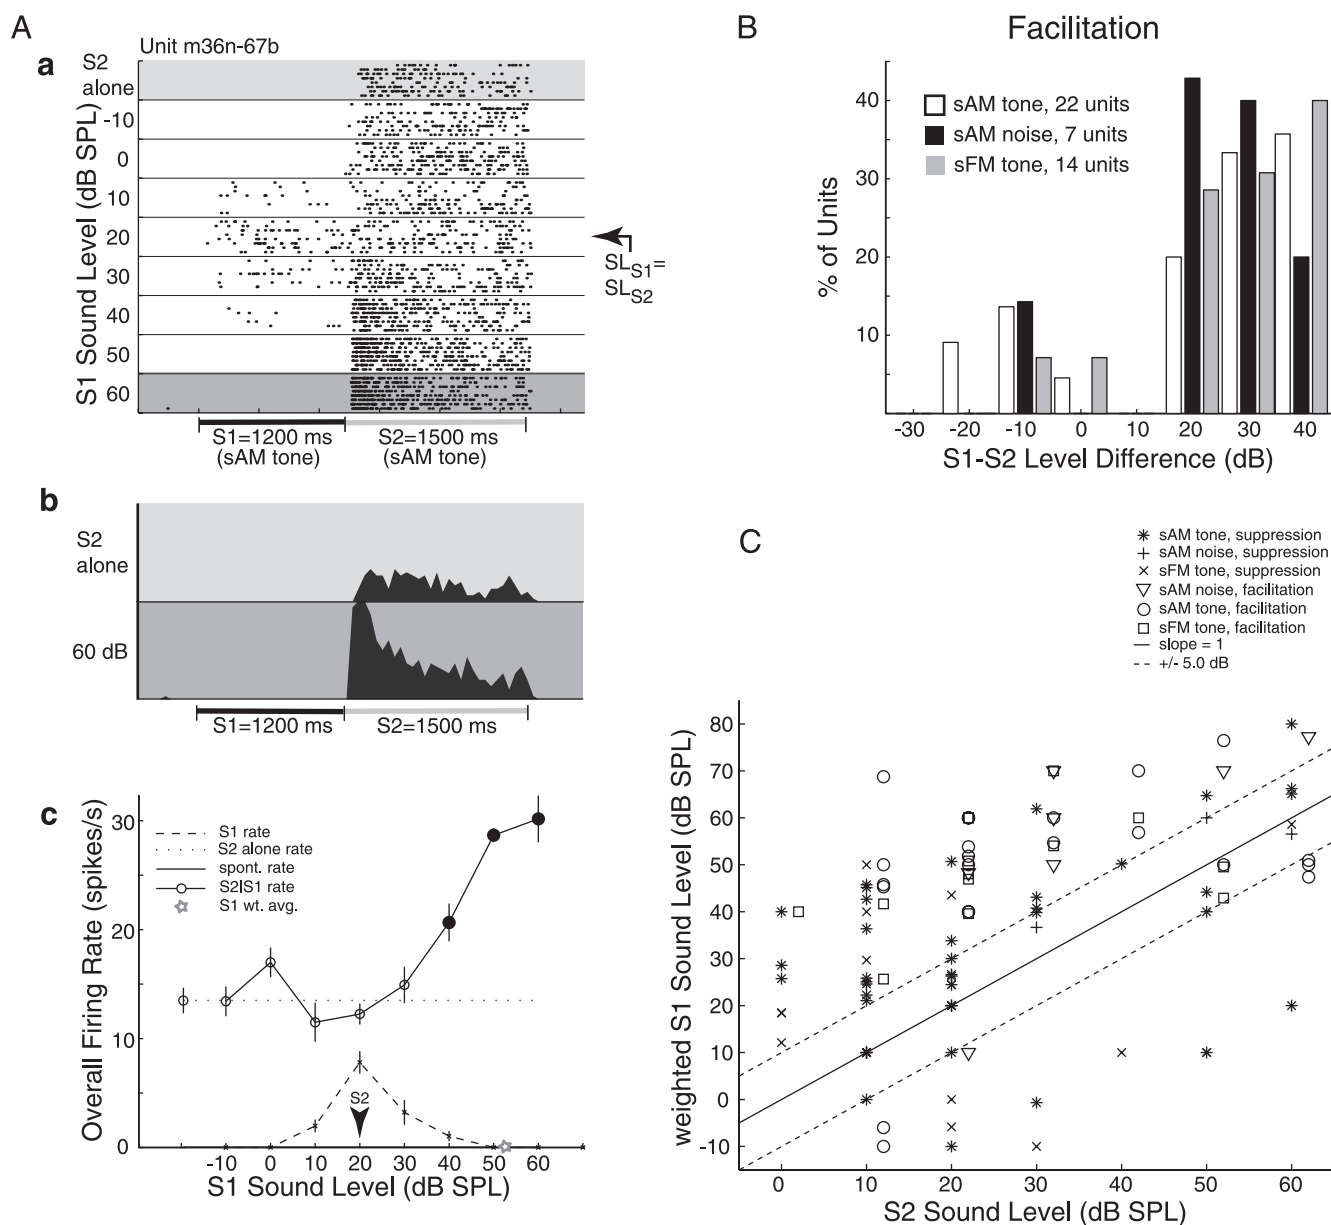 A
Unit m36n-67b
a
S2
alone
-10
0
10
20
30
40
50
60
S1 Sound Level (dB SPL)
SL_S1=
SL_S2
S1=1200 ms
(sAM tone)
S2=1500 ms
(sAM tone)
b
S2
alone
60 dB
S1=1200 ms
S2=1500 ms
c
30
20
10
0
Overall Firing Rate (spikes/s)
S1 rate
S2 alone rate
spont. rate
S2|S1 rate
S1 wt. avg.
S2
-10 0 10 20 30 40 50 60
S1 Sound Level (dB SPL)
B
Facilitation
40
30
20
10
% of Units
sAM tone, 22 units
sAM noise, 7 units
sFM tone, 14 units
-30 -20 -10 0 10 20 30 40
S1-S2 Level Difference (dB)
C
sAM tone, suppression
sAM noise, suppression
sFM tone, suppression
sAM noise, facilitation
sAM tone, facilitation
sFM tone, facilitation
slope = 1
+/- 5.0 dB
80
70
60
50
40
30
20
10
0
-10
weighted S1 Sound Level (dB SPL)
0 10 20 30 40 50 60
S2 Sound Level (dB SPL)